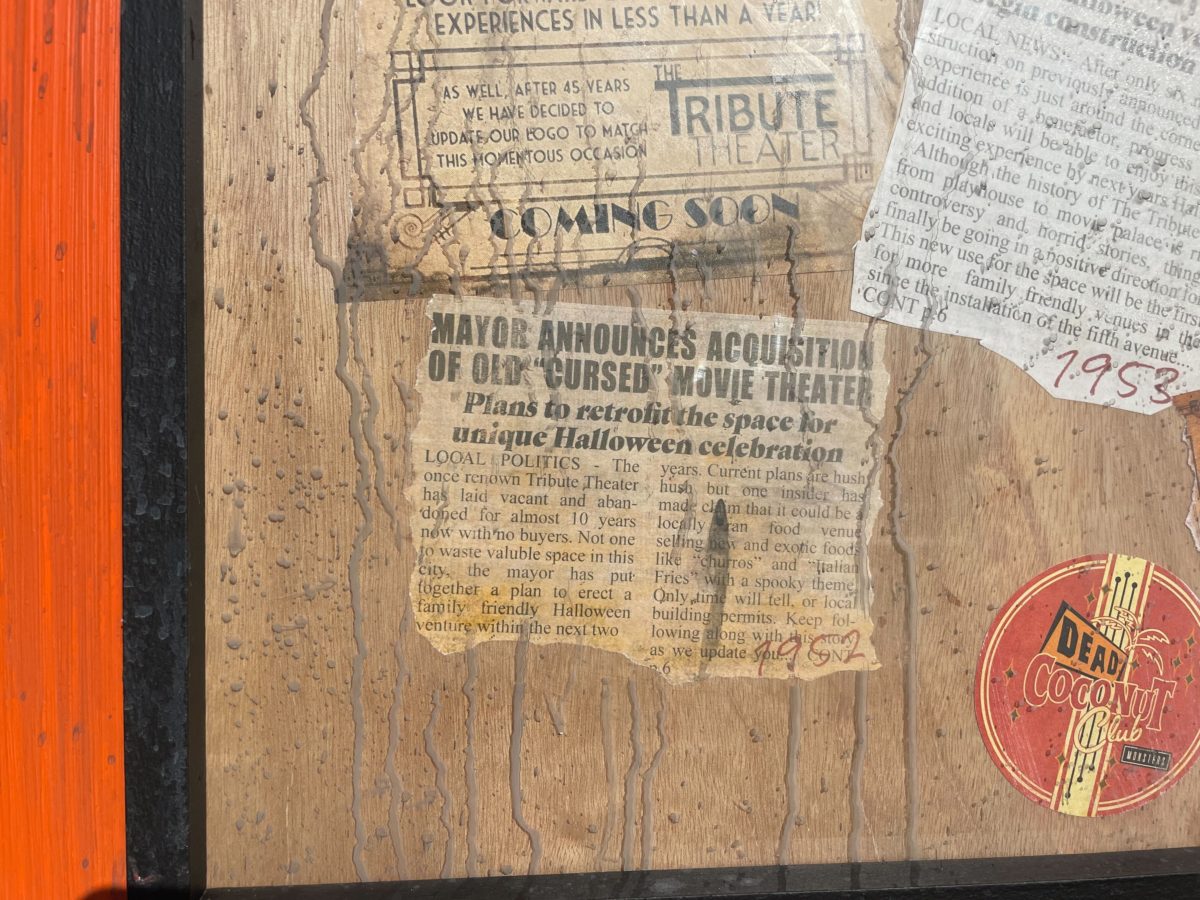 EXPERIENCES IN LESS THAN A YEAR!
AS WELL, AFTER 45 YEARS
WE HAVE DECIDED TO
UPDATE OUR LOGO TO MATCH
THIS MOMENTOUS OCCASION
THE
TRIBUTE
THEATER
COMING SOON
begin construction
LOCAL NEWS - After only six
struction on previously announced
experience is just around the corner
addition of a benefactor, progress
and locals will be able to enjoy the
exciting experience by next years
Although the history of The Tribute
from playhouse to movie palace is
controversy and horrid stories, thin
finally be going in a positive direction
This new use for the space will be the first
for more family friendly venues in the
since the installation of the fifth avenue
CONT p.6
1953
MAYOR ANNOUNCES ACQUISITION
OF OLD "CURSED" MOVIE THEATER
Plans to retrofit the space for
unique Halloween celebration
LOOAL POLITICS - The
once renown Tribute Theater
has laid vacant and aban-
doned for almost 10 years
now with no buyers. Not one
to waste valuble space in this
city, the mayor has put
together a plan to erect a
family friendly Halloween
venture within the next two
years. Current plans are hush
hush but one insider has
made claim that it could be a
locally ran food venue
selling new and exotic foods
like "churros" and "Italian
Fries" with a spooky theme.
Only time will tell, or local
building permits. Keep fol-
lowing along with this story
as we update you... CONT
p.6
1952
DEAD
COCONUT
Club
MONSTERS